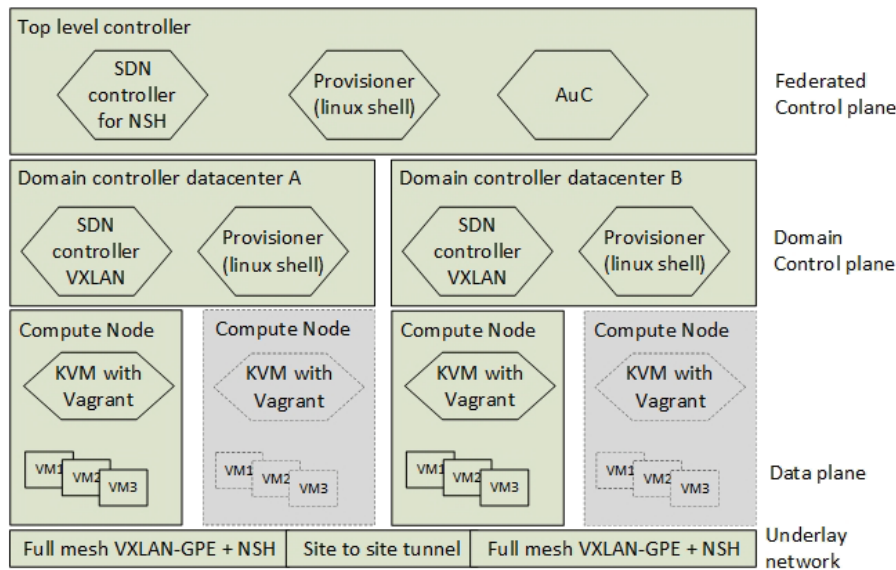 Top level controller
SDN
controller
for NSH
Provisioner
(linux shell)
AuC
Federated
Control plane
Domain controller datacenter A
SDN
controller
VXLAN
Provisioner
(linux shell)
Domain controller datacenter B
SDN
controller
VXLAN
Provisioner
(linux shell)
Domain
Control plane
Compute Node
KVM with
Vagrant
VM1
VM2
VM3
Compute Node
KVM with
Vagrant
VM1
VM2
VM3
Compute Node
KVM with
Vagrant
VM1
VM2
VM3
Compute Node
KVM with
Vagrant
VM1
VM2
VM3
Data plane
Full mesh VXLAN-GPE + NSH
Site to site tunnel
Full mesh VXLAN-GPE + NSH
Underlay
network